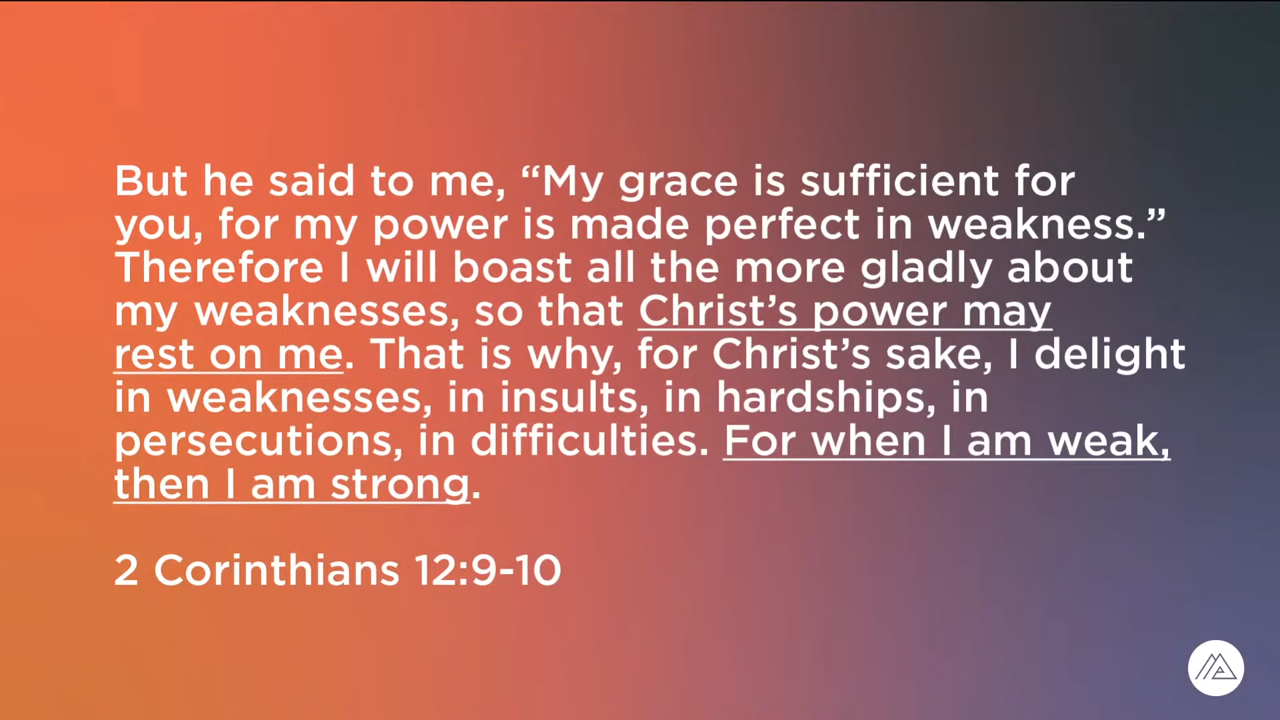 But he said to me, “My grace is sufficient for
you, for my power is made perfect in weakness.”
Therefore I will boast all the more gladly about
my weaknesses, so that Christ’s power may
rest on me. That is why, for Christ’s sake, I delight
in weaknesses, in insults, in hardships, in
persecutions, in difficulties. For when I am weak,
then I am strong.
2 Corinthians 12:9-10